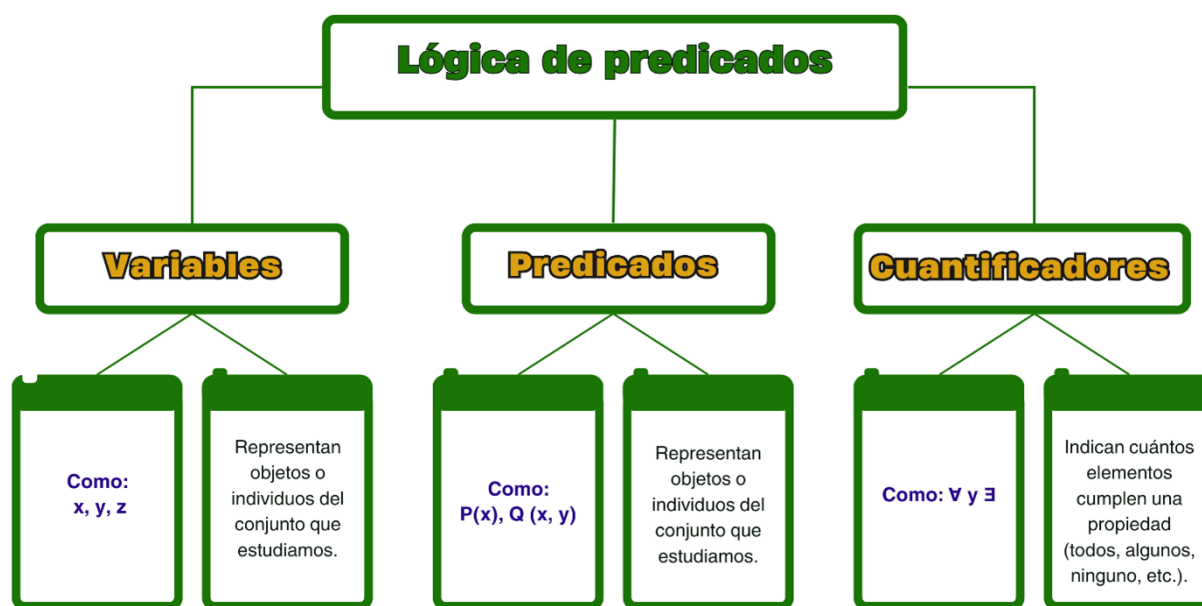 Lógica de predicados
Variables
Predicados
Cuantificadores
Como:
x, y, z
Representan
objetos o
individuos del
conjunto que
estudiamos.
Como:
P(x), Q (x, y)
Representan
objetos o
individuos del
conjunto que
estudiamos.
Como: ∀ y ∃
Indican cuántos
elementos
cumplen una
propiedad
(todos, algunos,
ninguno, etc.).